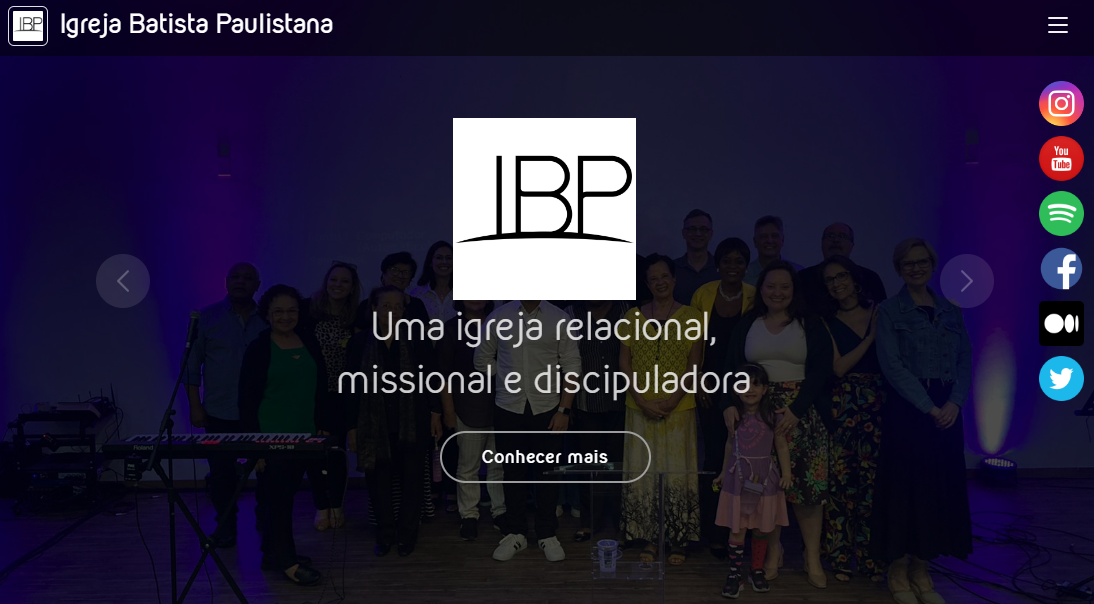 IBP
Igreja Batista Paulistana
You
Tube
IBP
Uma igreja relacional,
missional e discipuladora
Conhecer mais